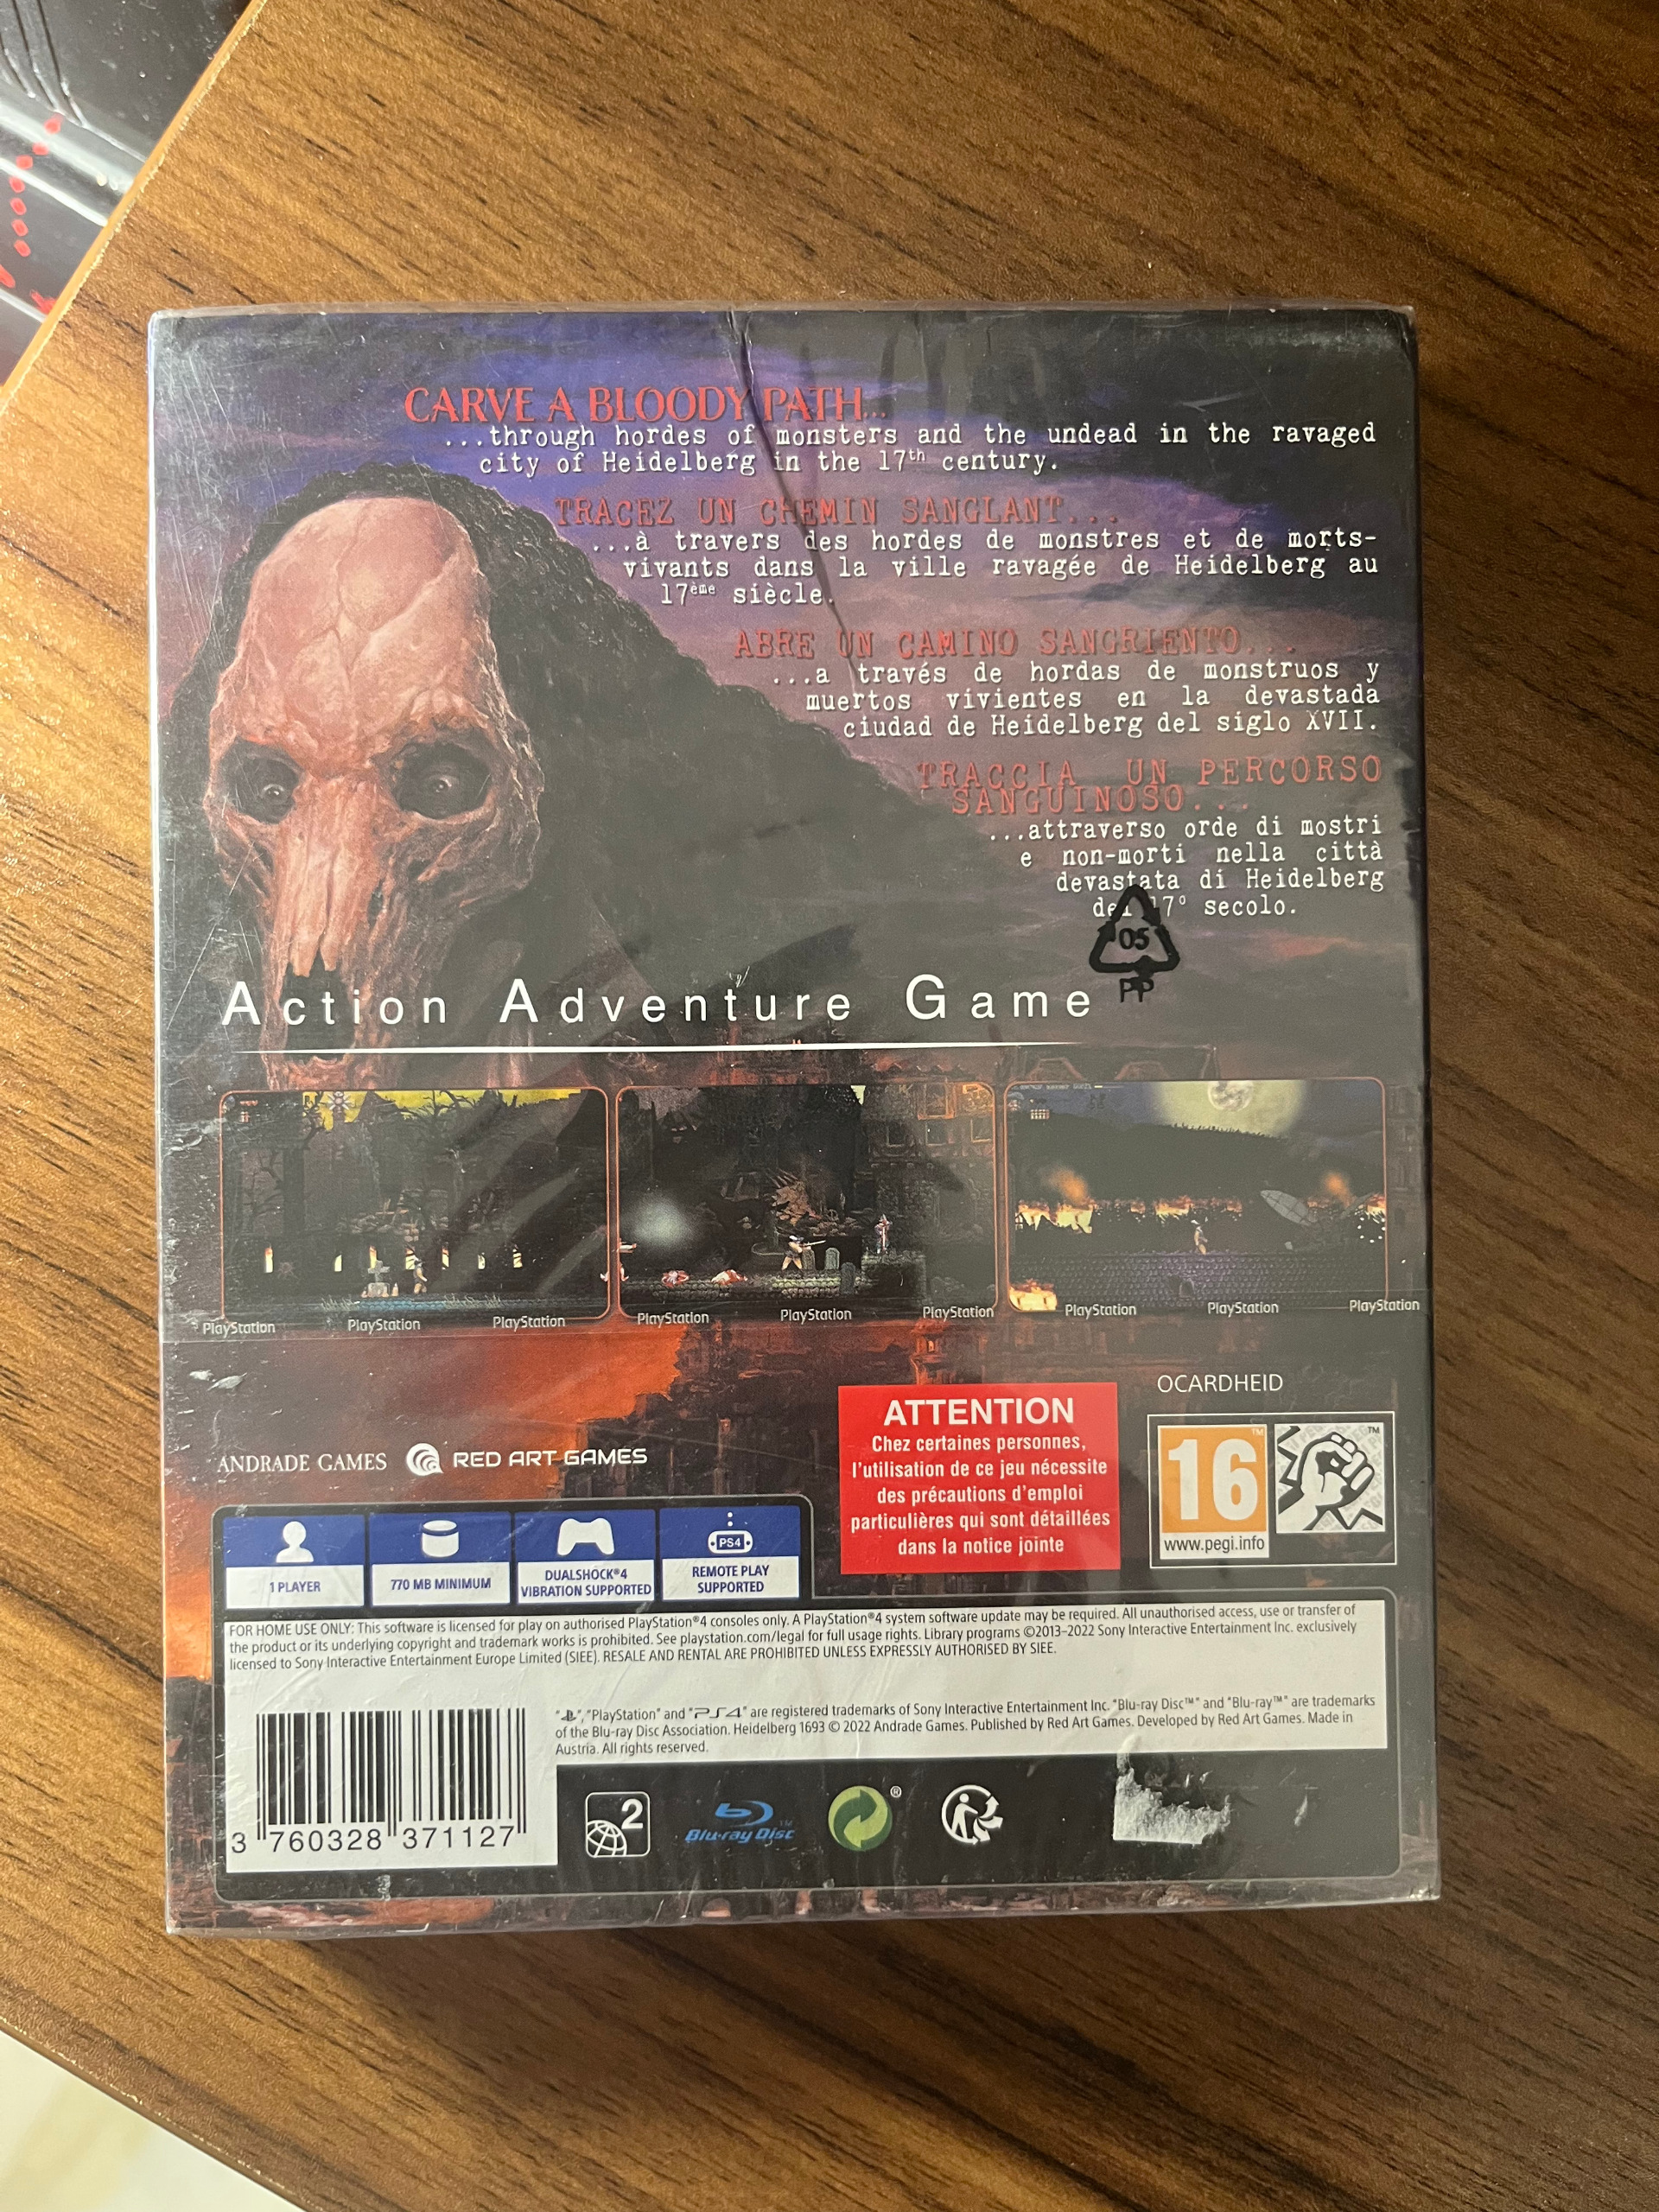 CARVE A BLOODY PATH...
...through hordes of monsters and the undead in the ravaged
city of Heidelberg in the 17th century.
TRACEZ UN CHEMIN SANGLANT...
...à travers des hordes de monstres et de morts-
vivants dans la ville ravagée de Heidelberg au
17ème siècle.
ABRE UN CAMINO SANGRIENTO...
...a través de hordas de monstruos y
muertos vivientes en la devastada
ciudad de Heidelberg del siglo XVII.
TRACCIA UN PERCORSO
SANGUINOSO...
...attraverso orde di mostri
e non-morti nella città
devastata di Heidelberg
del 17° secolo.
05
PP
Action Adventure Game
PlayStation PlayStation PlayStation PlayStation PlayStation PlayStation PlayStation PlayStation PlayStation
OCARDHEID
ANDRADE GAMES RED ART GAMES
ATTENTION
Chez certaines personnes,
l'utilisation de ce jeu nécessite
des précautions d'emploi
particulières qui sont détaillées
dans la notice jointe
16™
www.pegi.info
™
PS4
1 PLAYER
770 MB MINIMUM
DUALSHOCK®4
VIBRATION SUPPORTED
REMOTE PLAY
SUPPORTED
FOR HOME USE ONLY: This software is licensed for play on authorised PlayStation®4 consoles only. A PlayStation®4 system software update may be required. All unauthorised access, use or transfer of
the product or its underlying copyright and trademark works is prohibited. See playstation.com/legal for full usage rights. Library programs ©2013–2022 Sony Interactive Entertainment Inc. exclusively
licensed to Sony Interactive Entertainment Europe Limited (SIEE). RESALE AND RENTAL ARE PROHIBITED UNLESS EXPRESSLY AUTHORISED BY SIEE.
"PlayStation" and "PS4" are registered trademarks of Sony Interactive Entertainment Inc. "Blu-ray Disc™" and "Blu-ray™" are trademarks
of the Blu-ray Disc Association. Heidelberg 1693 © 2022 Andrade Games. Published by Red Art Games. Developed by Red Art Games. Made in
Austria. All rights reserved.
3 760328 371127
2
Blu-ray Disc™
®